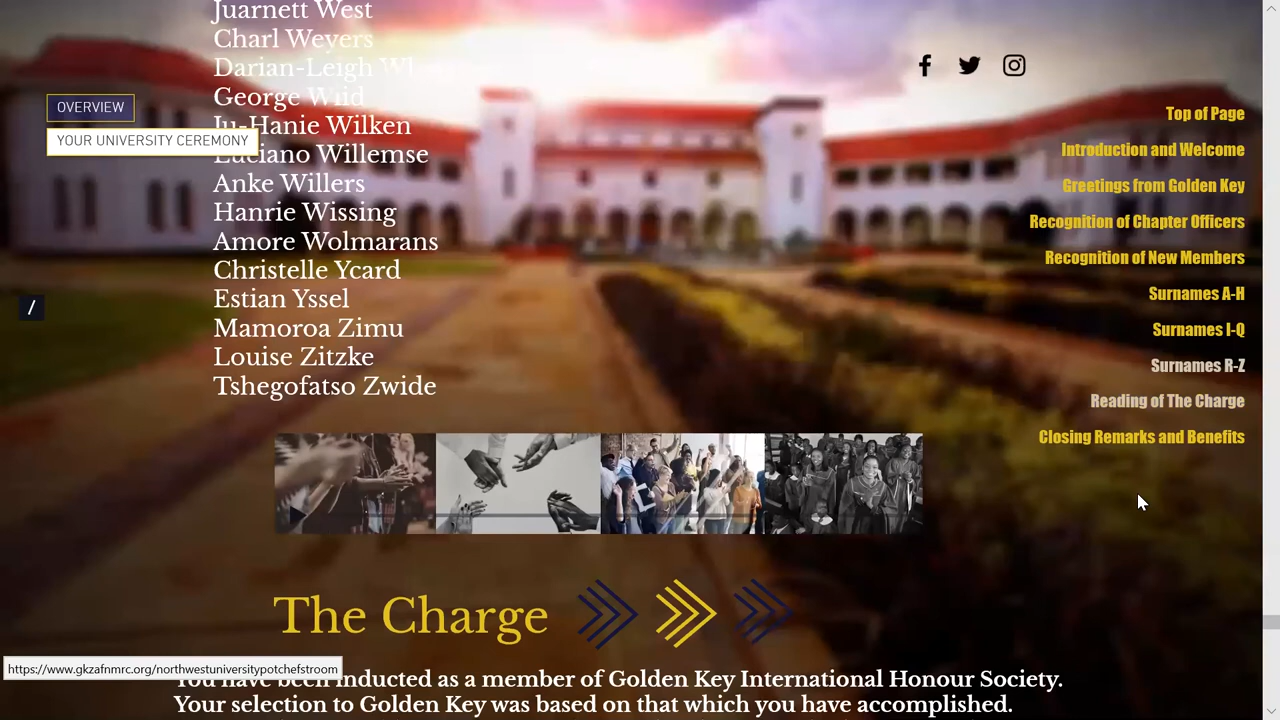 Juarnett West
Charl Weyers
Darian-Leigh
George Wild
Ju-Hanie Wilken
Luciano Willemse
Anke Willers
Hanrie Wissing
Amore Wolmarans
Christelle Ycard
Estian Yssel
Mamoroa Zimu
Louise Zitzke
Tshegofatso Zwide
OVERVIEW
YOUR UNIVERSITY CEREMONY
/
Top of Page
Introduction and Welcome
Greetings from Golden Key
Recognition of Chapter Officers
Recognition of New Members
Surnames A-H
Surnames I-Q
Surnames R-Z
Reading of The Charge
Closing Remarks and Benefits
The Charge
https://www.gkzafnmrc.org/northwestuniversitypotchefstroom
You have been inducted as a member of Golden Key International Honour Society.
Your selection to Golden Key was based on that which you have accomplished.